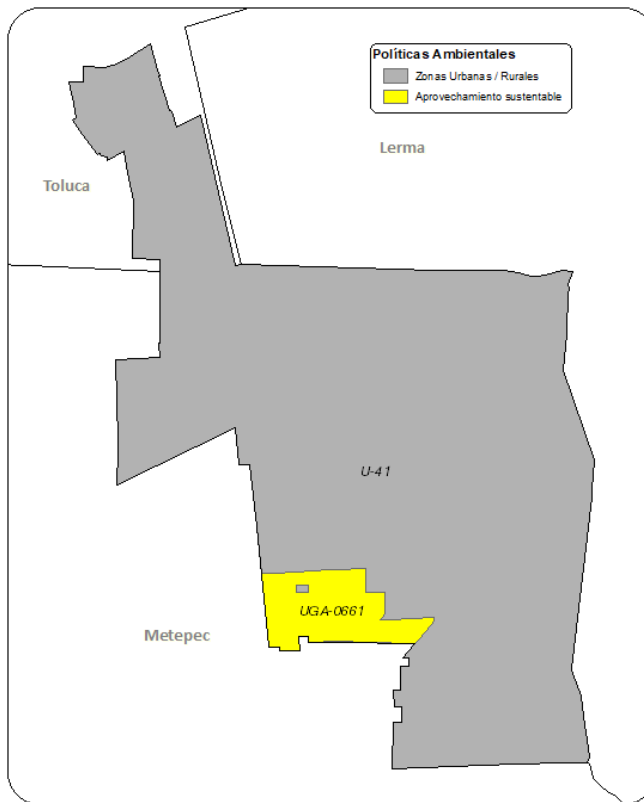 Políticas Ambientales
Zonas Urbanas / Rurales
Aprovechamiento sustentable
Lerma
Toluca
U-41
UGA-0661
Metepec